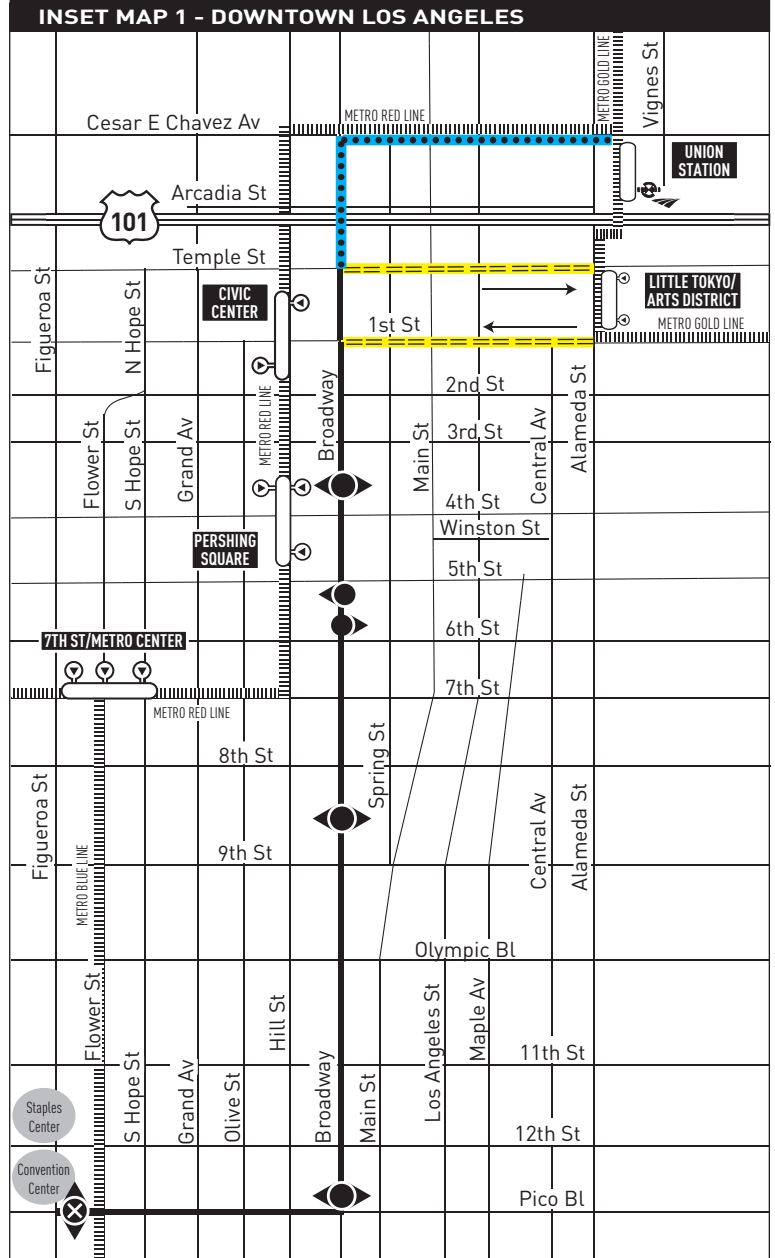 INSET MAP 1 - DOWNTOWN LOS ANGELES
METRO GOLD LINE
Vignes St
METRO RED LINE
Cesar E Chavez Av
UNION
STATION
Arcadia St
101
Temple St
Figueroa St
N Hope St
CIVIC
CENTER
LITTLE TOKYO/
ARTS DISTRICT
1st St
METRO GOLD LINE
Flower St
S Hope St
Grand Av
METRO RED LINE
Broadway
Main St
2nd St
3rd St
Central Av
Alameda St
4th St
Winston St
PERSHING
SQUARE
5th St
6th St
7TH ST/METRO CENTER
7th St
METRO RED LINE
8th St
Spring St
Figueroa St
METRO BLUE LINE
9th St
Central Av
Alameda St
Olympic Bl
Flower St
Hill St
Los Angeles St
Maple Av
11th St
S Hope St
Grand Av
Olive St
Broadway
Main St
Staples
Center
12th St
Convention
Center
Pico Bl